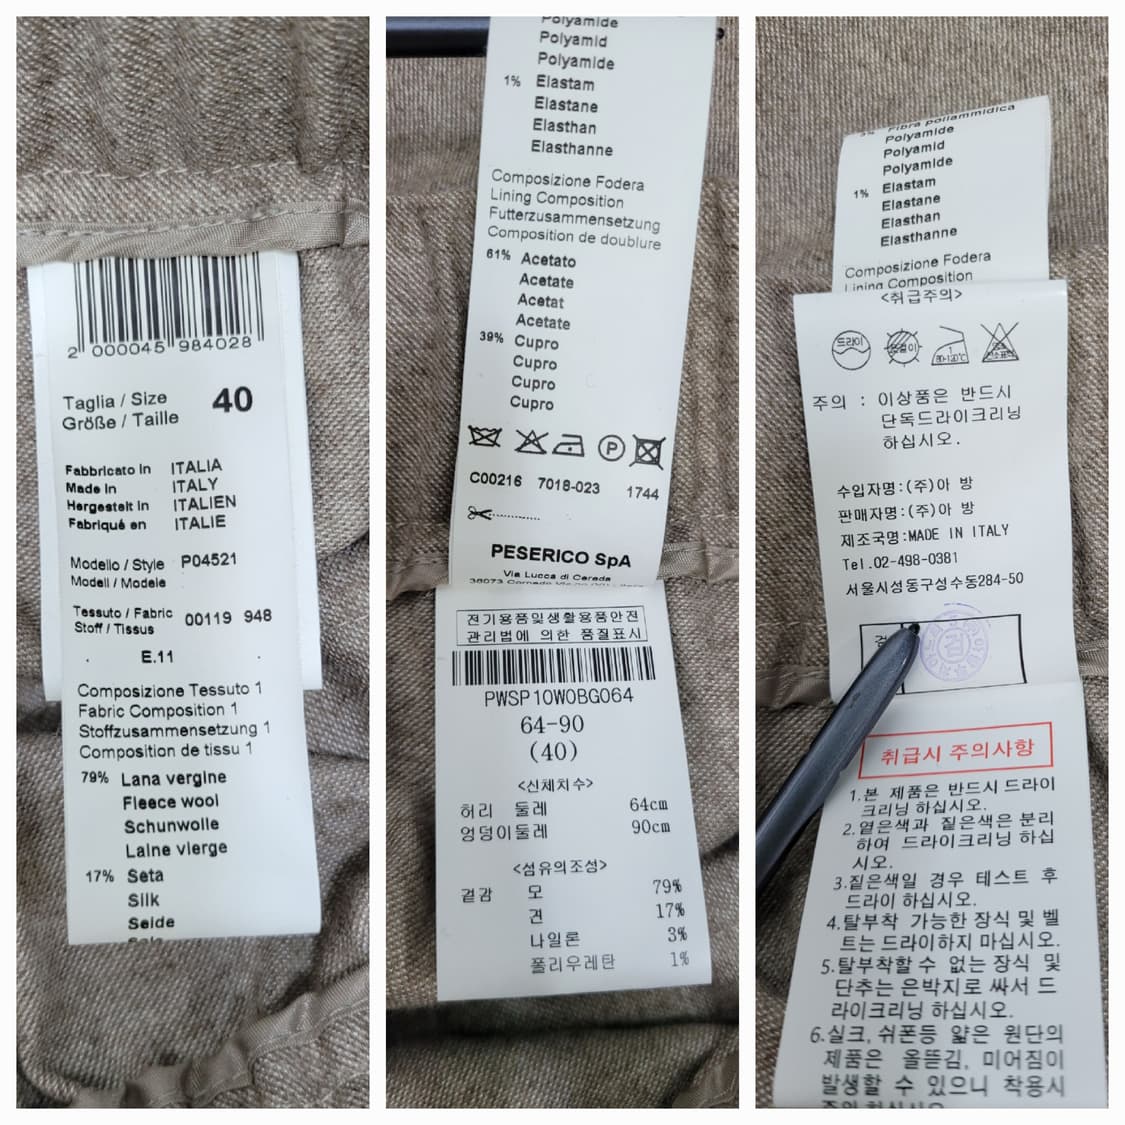 2 000045 984028
Taglia / Size 40
Größe / Taille
Fabbricato in ITALIA
Made in ITALY
Hergestelt in ITALIEN
Fabriqué en ITALIE
Modello / Style P04521
Modell / Modele
Tessuto / Fabric 00119 948
Stoff / Tissus
E.11
Composizione Tessuto 1
Fabric Composition 1
Stoffzusammensetzung 1
Composition de tissu 1
79% Lana vergine
Fleece wool
Schunwolle
Laine vierge
17% Seta
Silk
Seide
Polyamide
Polyamid
Polyamide
1% Elastam
Elastane
Elasthan
Elasthanne
Composizione Fodera
Lining Composition
Futterzusammensetzung
Composition de doublure
61% Acetato
Acetate
Acetat
Acetate
39% Cupro
Cupro
Cupro
Cupro
P
C00216 7018-023 1744
PESERICO SpA
Via Lucca di Cereda
전기용품및생활용품안전
관리법에 의한 품질표시
PWSP10W0BG064
64-90
(40)
<신체치수>
허리 둘레 64cm
엉덩이둘레 90cm
<섬유의조성>
겉감 모 79%
견 17%
나일론 3%
폴리우레탄 1%
3% Fibra poliammidica
Polyamide
Polyamid
Polyamide
1% Elastam
Elastane
Elasthan
Elasthanne
Composizione Fodera
Lining Composition
<취급주의>
드라이 80-120℃
주의 : 이상품은 반드시
단독드라이크리닝
하십시오.
수입자명:(주)아 방
판매자명:(주)아 방
제조국명:MADE IN ITALY
Tel.02-498-0381
서울시성동구성수동284-50
검
취급시 주의사항
1.본 제품은 반드시 드라이
크리닝 하십시오.
2.옅은색과 짙은색은 분리
하여 드라이크리닝 하십
시오.
3.짙은색일 경우 테스트 후
드라이 하십시오.
4.탈부착 가능한 장식 및 벨
트는 드라이하지 마십시오.
5.탈부착할 수 없는 장식 및
단추는 은박지로 싸서 드
라이크리닝 하십시오.
6.실크, 쉬폰등 얇은 원단의
제품은 올뜯김, 미어짐이
발생할 수 있으니 착용시